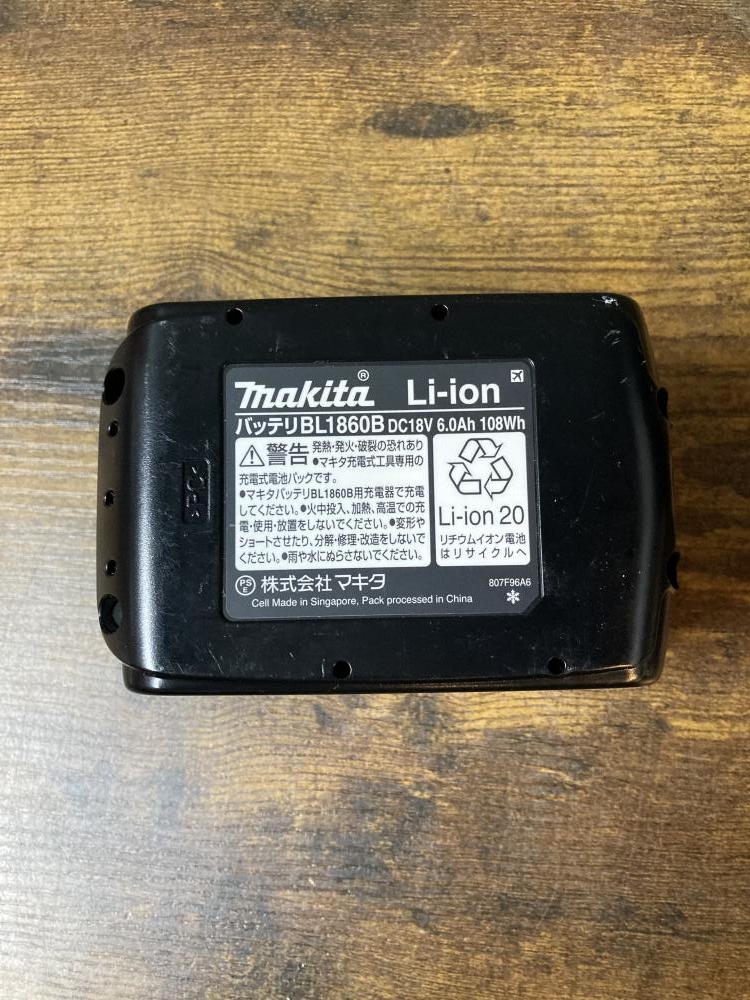 makita® Li-ion
バッテリBL1860B DC18V 6.0Ah 108Wh
警告 発熱・発火・破裂の恐れあり
●マキタ充電式工具専用の
充電式電池パックです。
●マキタバッテリBL1860B用充電器で充電
してください。●火中投入、加熱、高温での充
電・使用・放置をしないでください。●変形や
ショートさせたり、分解・修理・改造をしないで
ください。●雨や水にぬらさないでください。
Li-ion 20
リチウムイオン電池
はリサイクルへ
PS
E 株式会社マキタ
807F96A6
Cell Made in Singapore, Pack processed in China
>PC<